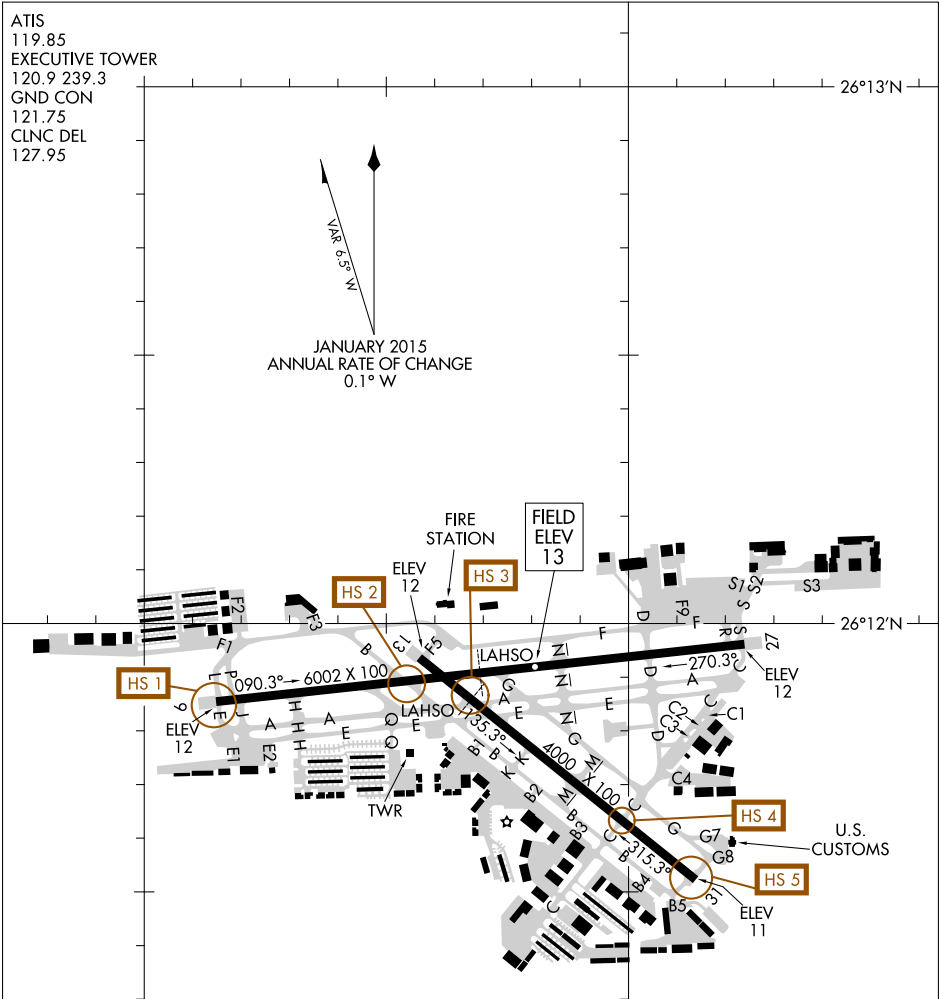 ATIS
119.85
EXECUTIVE TOWER
120.9 239.3
GND CON
121.75
CLNC DEL
127.95
26°13'N
VAR 6.5° W
JANUARY 2015
ANNUAL RATE OF CHANGE
0.1° W
FIRE
STATION
FIELD
ELEV
13
ELEV
12
HS 2
HS 3
S1
S2
S3
F2
F3
F1
D
F9
S
F
R
S
26°12'N
B
13
F5
27
LAHSO
N
N
D
HS 1
P
L
090.3° 6002 X 100
270.3°
ELEV
12
9
E
J
H
H
H
A
E
Q
Q
E
LAHSO
G
A
E
N
E
A
C
C
ELEV
12
E1
E2
135.3°
K
K
B1
B
G
M
M
D
C2
C3
C1
TWR
4000 X 100
B2
B
B3
C
C
C4
HS 4
G
G7
G8
U.S.
CUSTOMS
B
315.3°
B4
HS 5
C
B5
31
ELEV
11